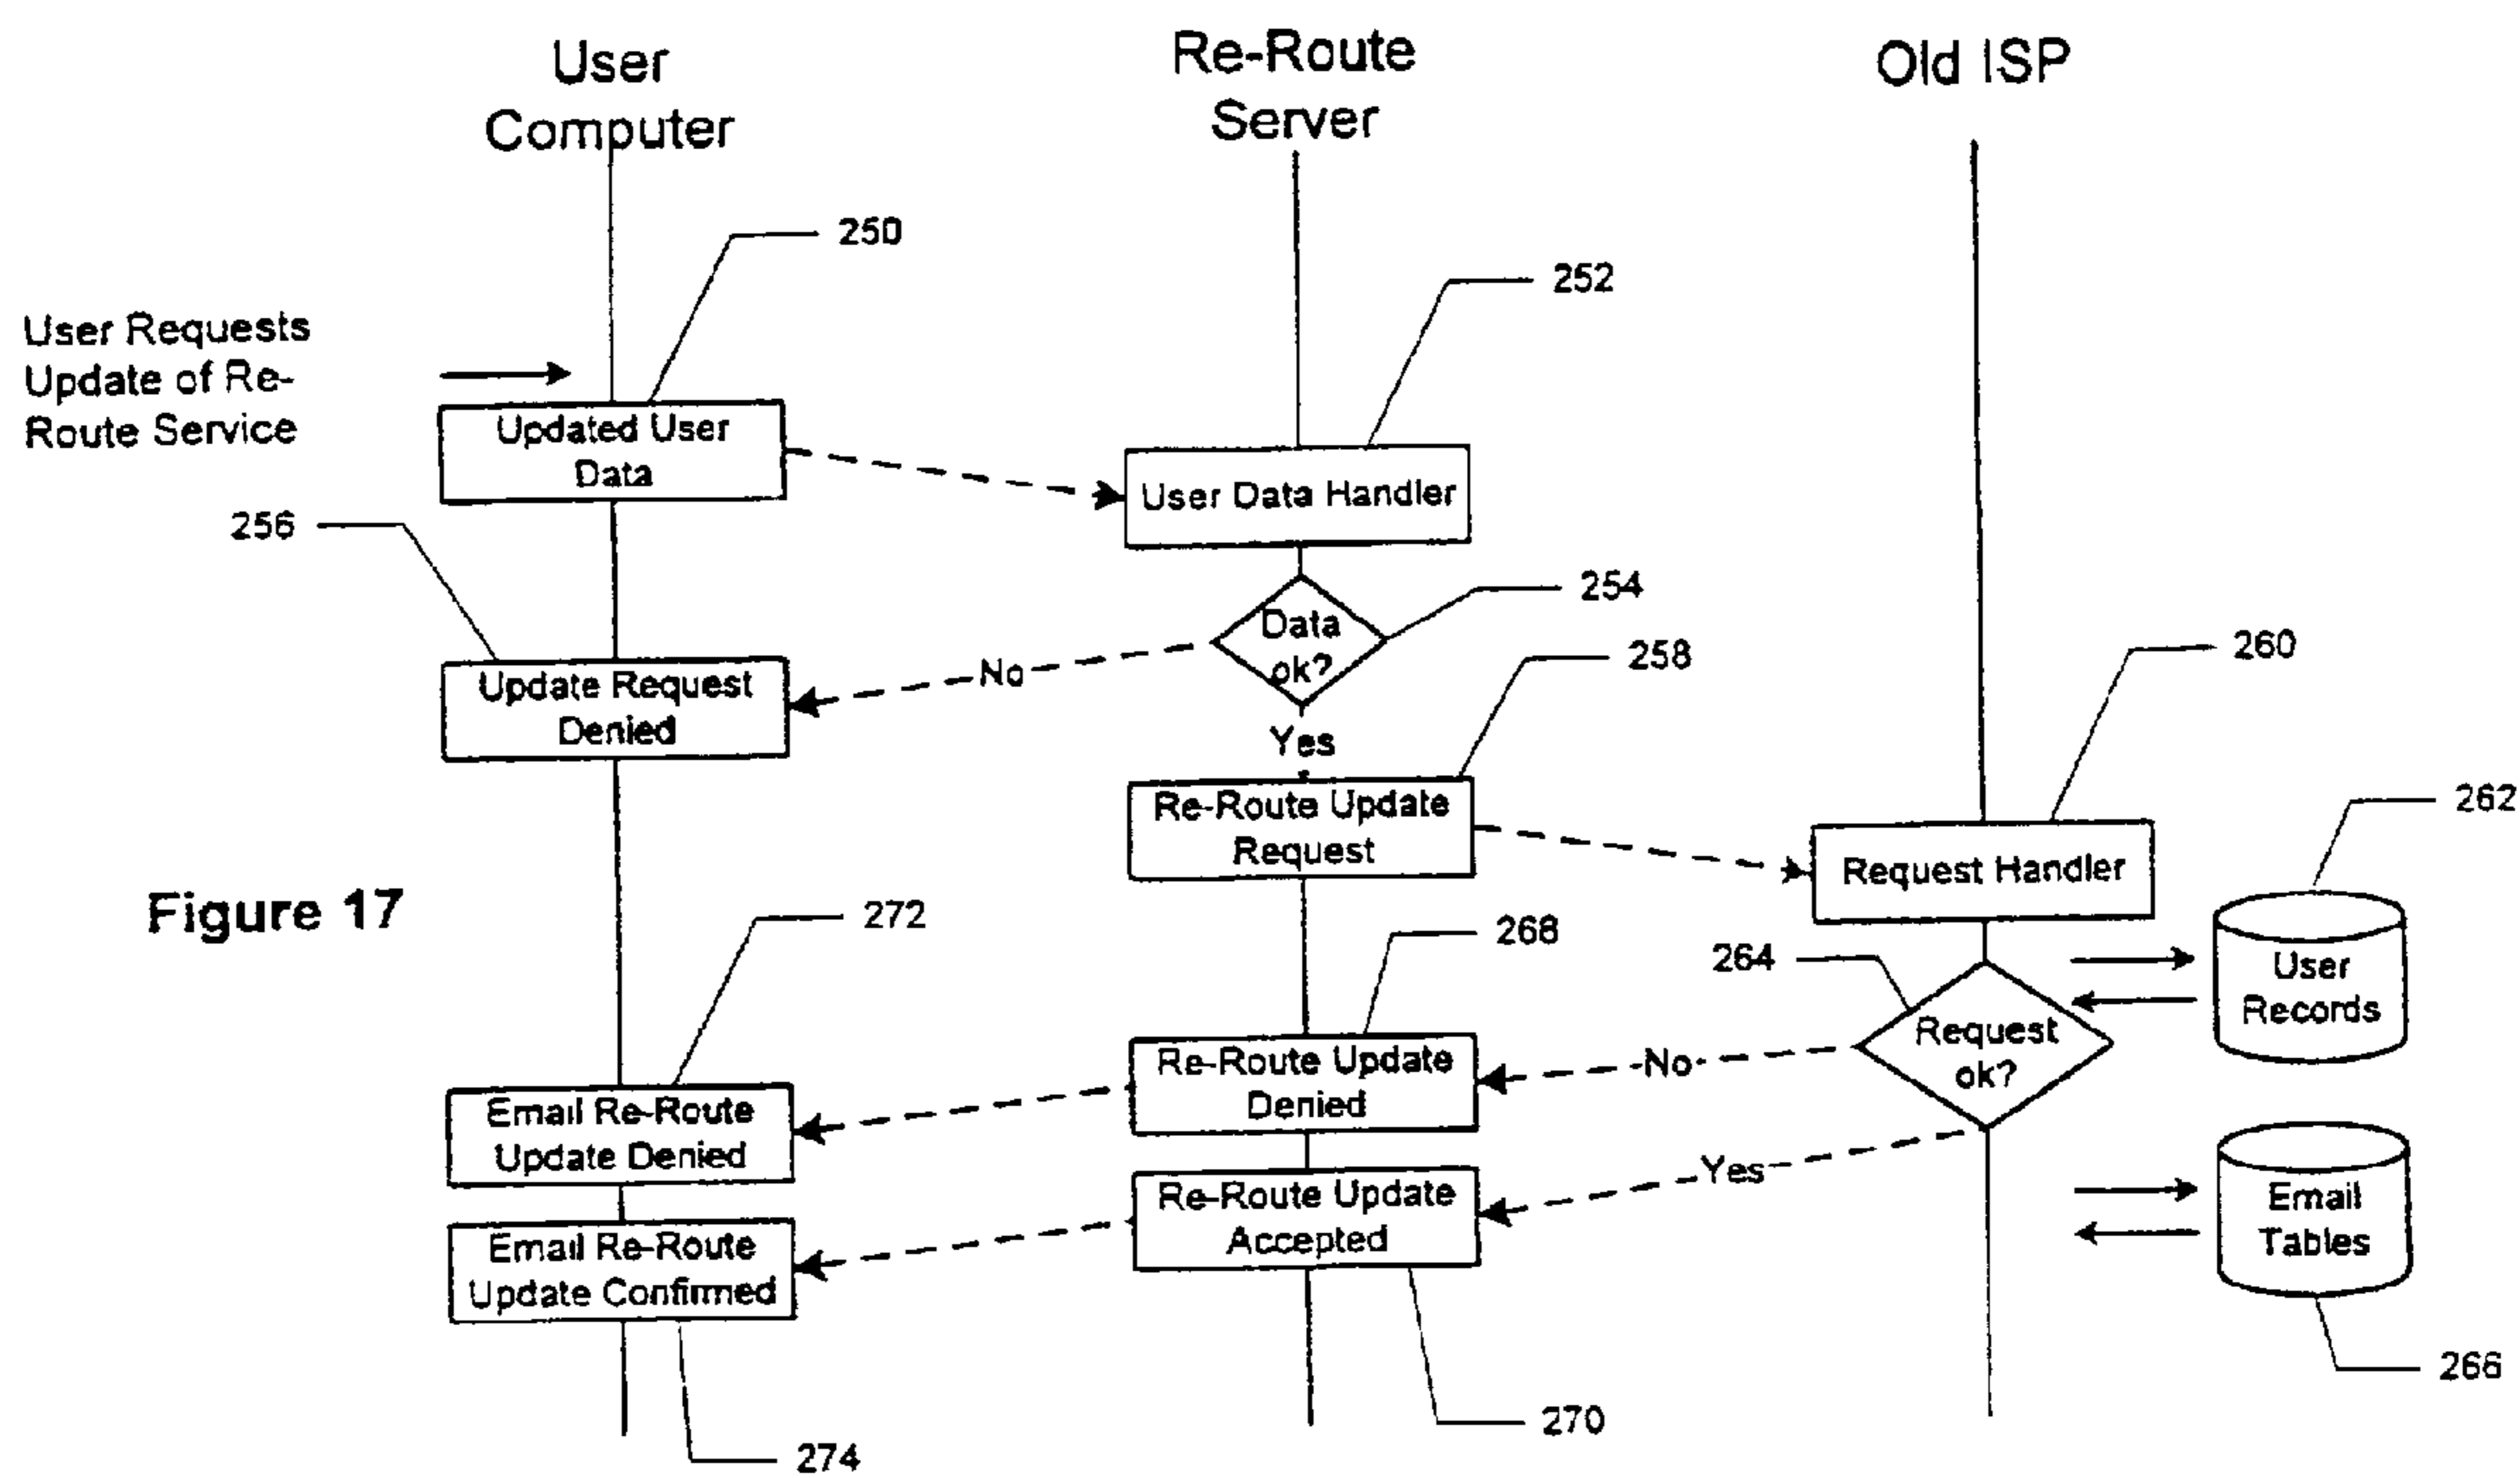 User
Computer
Re-Route
Server
Old ISP
250
252
User Requests
Update of Re-
Route Service
Updated User
Data
User Data Handler
256
254
Data
ok?
No
258
260
Update Request
Denied
Yes
Re-Route Update
Request
262
Request Handler
Figure 17
272
268
264
User
Records
Request
ok?
No
Re-Route Update
Denied
Email Re-Route
Update Denied
Yes
Re-Route Update
Accepted
Email
Tables
Email Re-Route
Update Confirmed
266
270
274